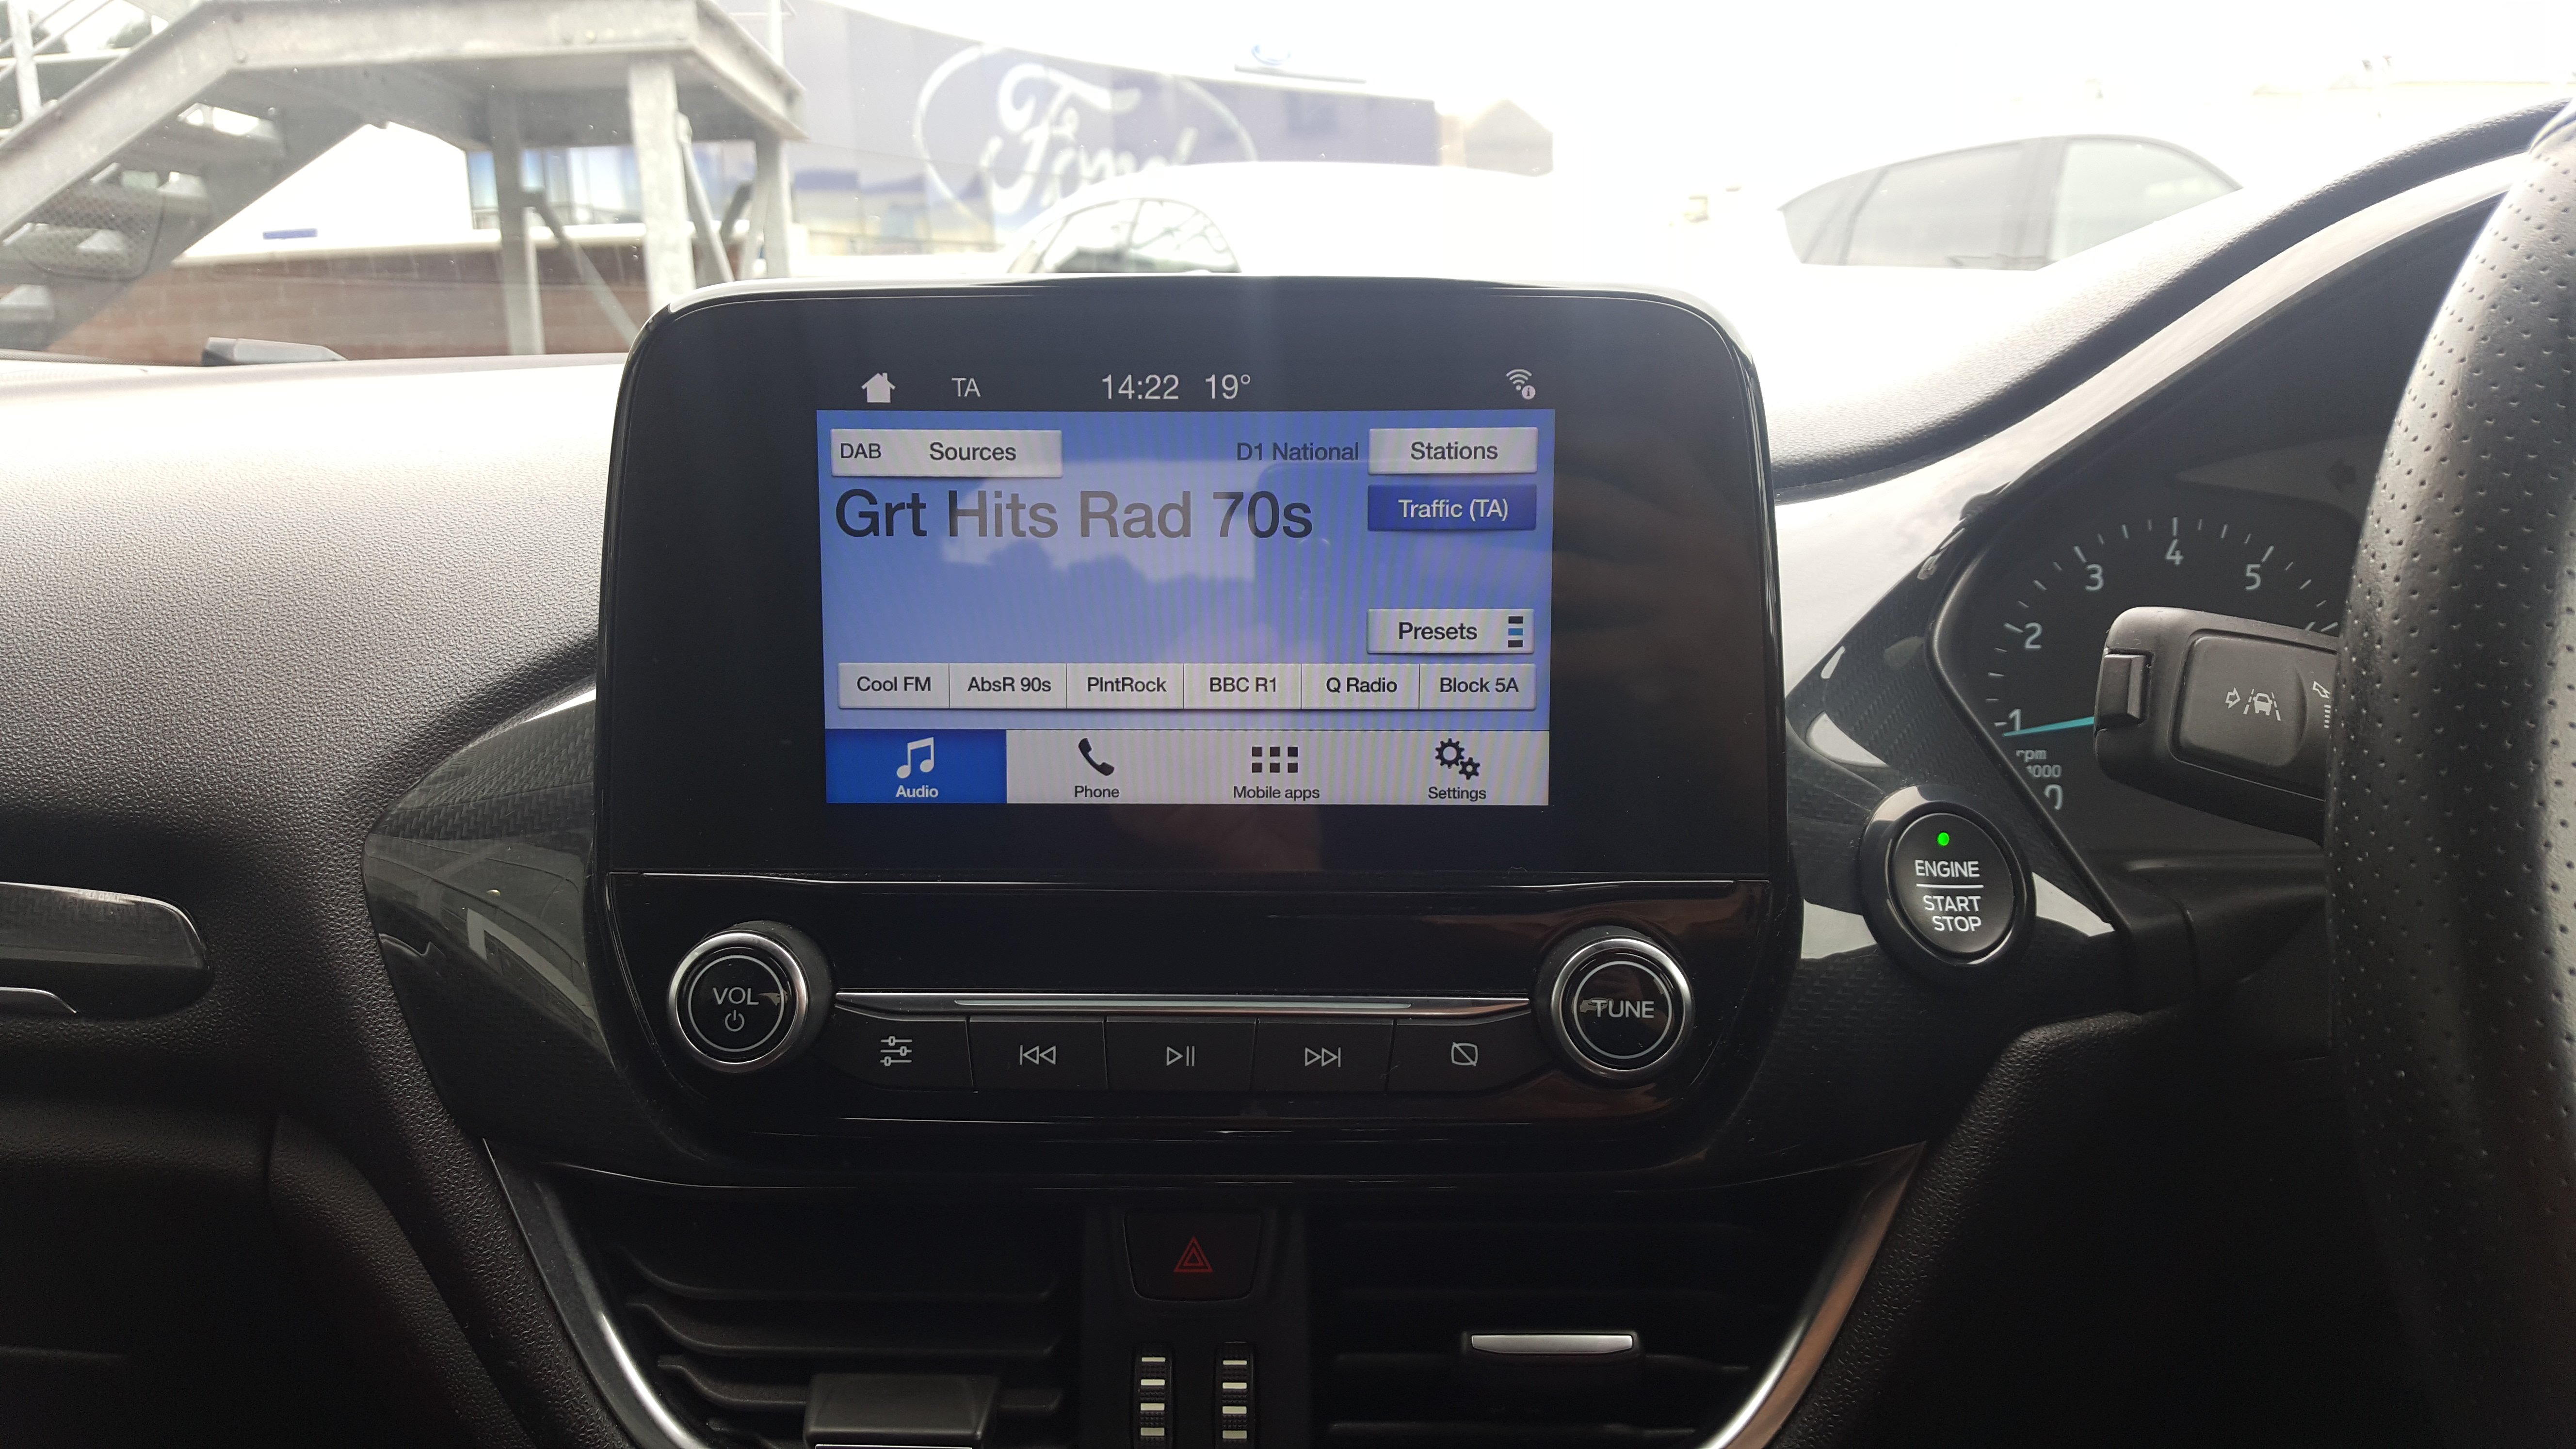 Ford
TA 14:22 19°
DAB Sources D1 National Stations
Grt Hits Rad 70s Traffic (TA)
Presets
Cool FM AbsR 90s PlntRock BBC R1 Q Radio Block 5A
Audio Phone Mobile apps Settings
VOL
TUNE
ENGINE
START
STOP
5
4
3
2
1
rpm
0